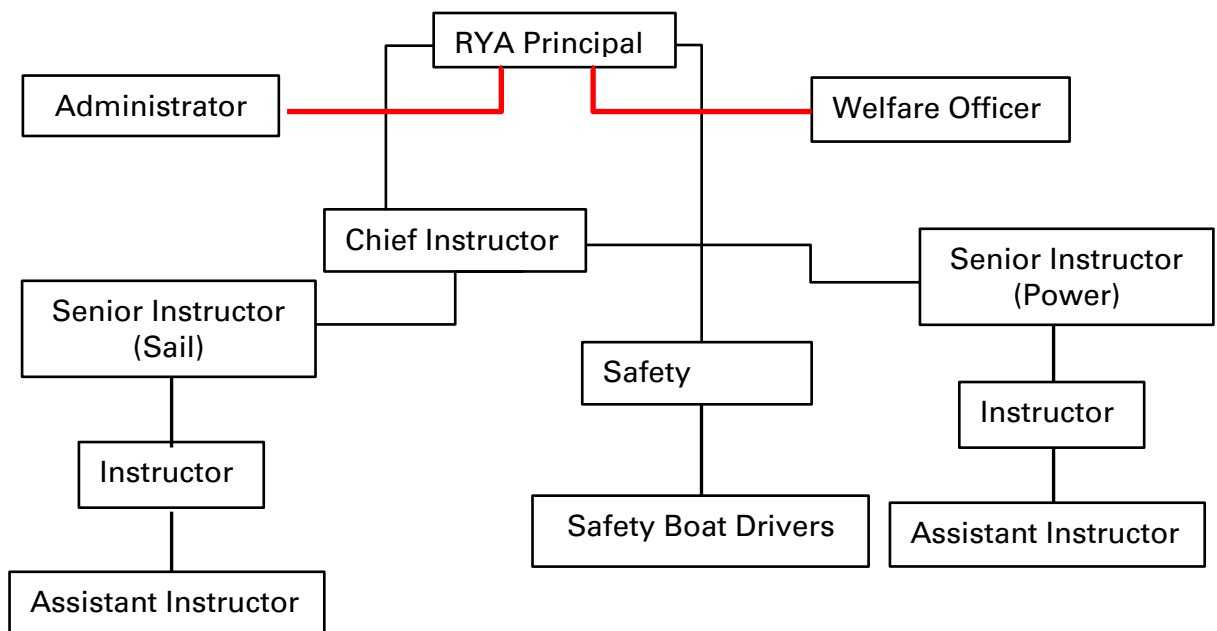 RYA Principal
Administrator
Welfare Officer
Chief Instructor
Senior Instructor
(Power)
Senior Instructor
(Sail)
Safety
Instructor
Instructor
Safety Boat Drivers
Assistant Instructor
Assistant Instructor